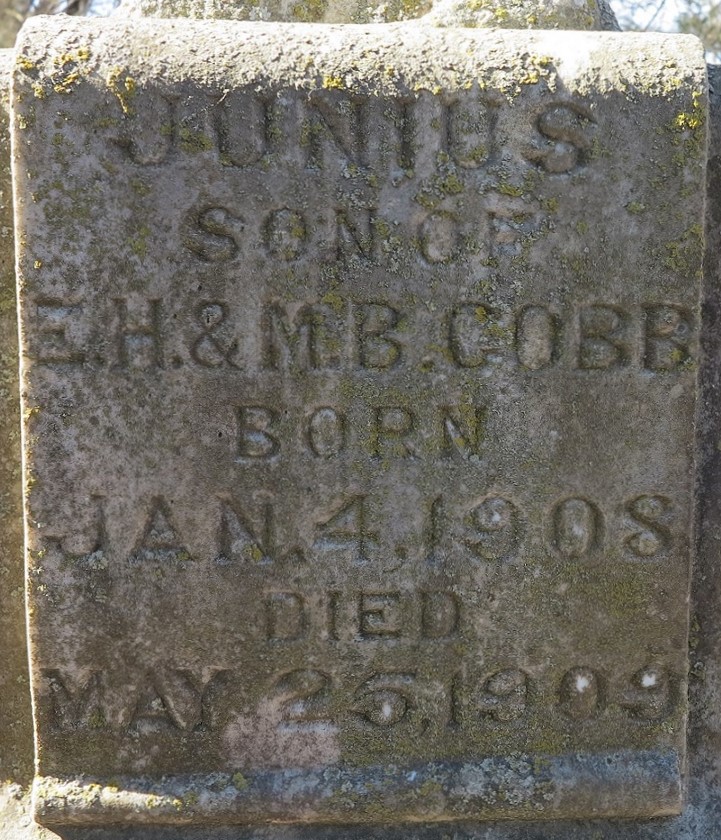 JUNIUS
SON OF
E.H. & M.B. COBB
BORN
JAN. 4, 1908
DIED
MAY 25, 1909